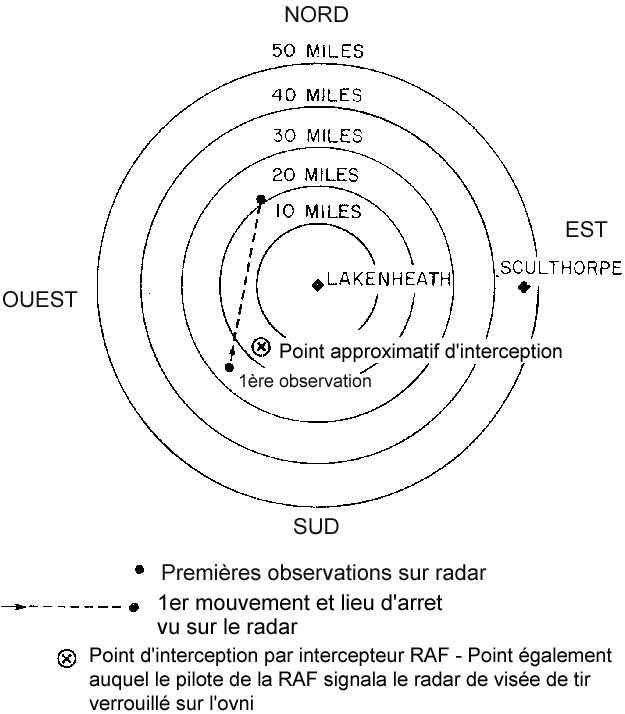 NORD
50 MILES
40 MILES
30 MILES
20 MILES
10 MILES
EST
SCULTHORPE
LAKENHEATH
OUEST
Point approximatif d'interception
1ère observation
SUD
Premières observations sur radar
1er mouvement et lieu d'arret
vu sur le radar
Point d'interception par intercepteur RAF - Point également
auquel le pilote de la RAF signala le radar de visée de tir
verrouillé sur l'ovni